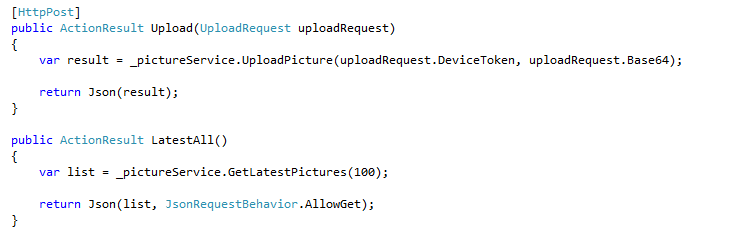 [HttpPost]
public ActionResult Upload(UploadRequest uploadRequest)
{
    var result = _pictureService.UploadPicture(uploadRequest.DeviceToken, uploadRequest.Base64);

    return Json(result);
}

public ActionResult LatestAll()
{
    var list = _pictureService.GetLatestPictures(100);

    return Json(list, JsonRequestBehavior.AllowGet);
}